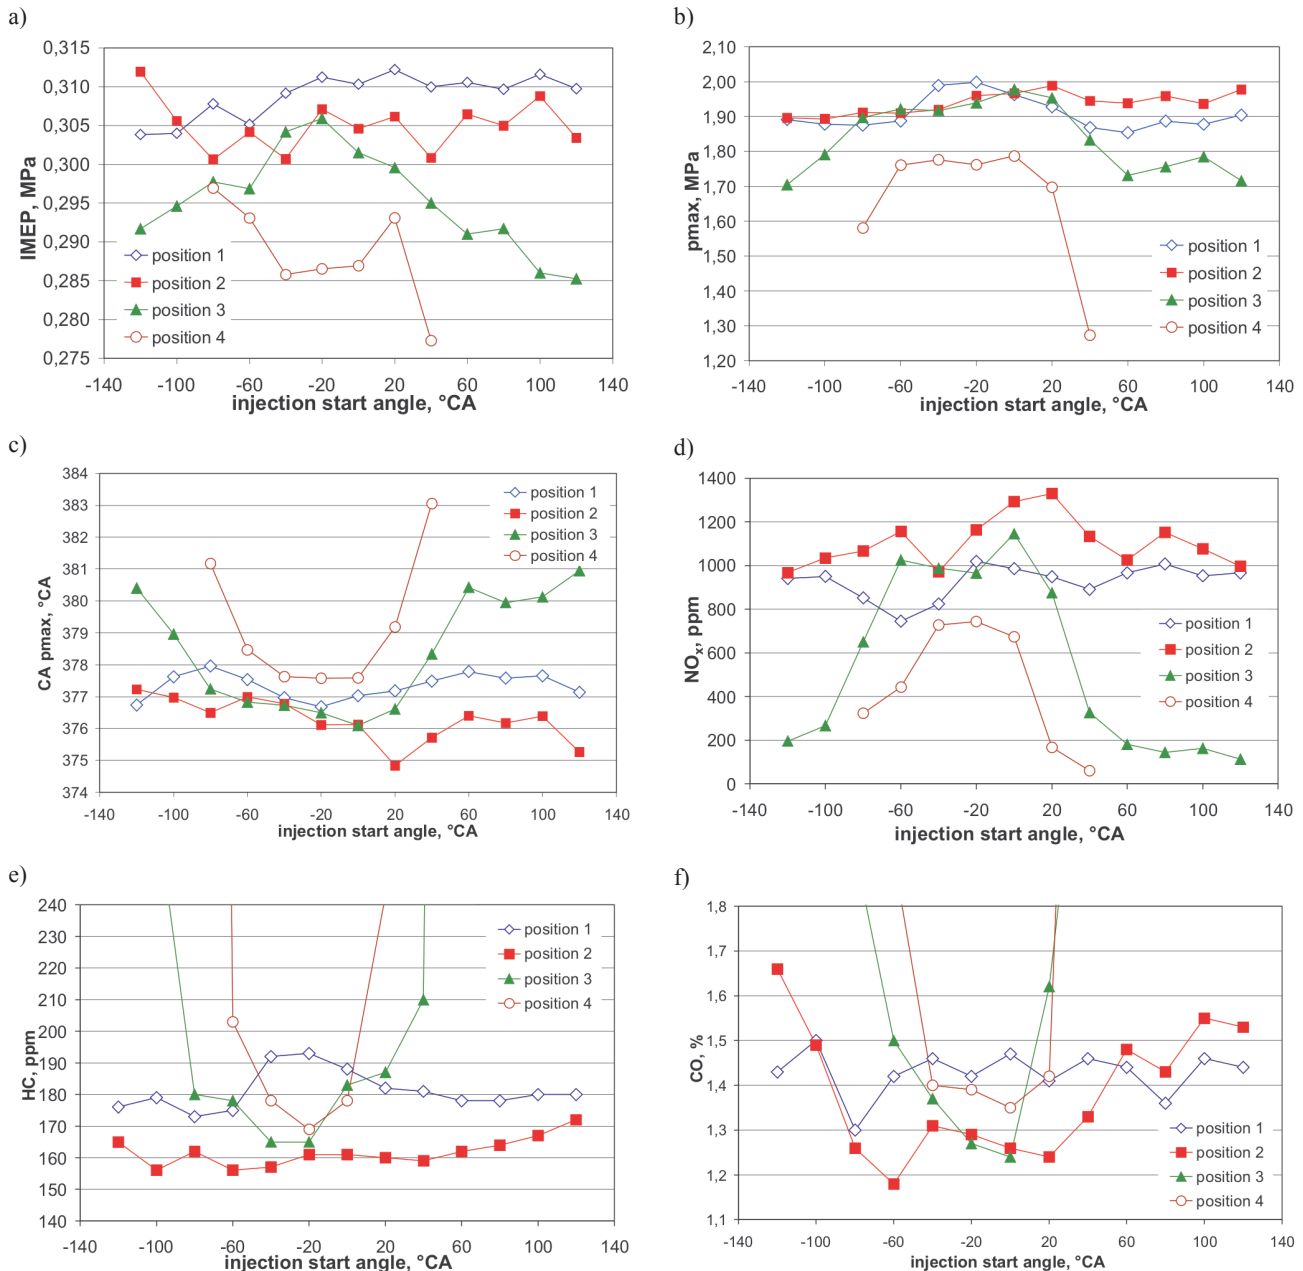 a)
0,315
0,310
0,305
0,300
0,295
0,290
0,285
0,280
0,275
IMEP, MPa
position 1
position 2
position 3
position 4
-140 -100 -60 -20 20 60 100 140
injection start angle, °CA
b)
2,10
2,00
1,90
1,80
1,70
1,60
1,50
1,40
1,30
1,20
pmax, MPa
position 1
position 2
position 3
position 4
-140 -100 -60 -20 20 60 100 140
injection start angle, °CA
c)
384
383
382
381
380
379
378
377
376
375
374
CA pmax, °CA
position 1
position 2
position 3
position 4
-140 -100 -60 -20 20 60 100 140
injection start angle, °CA
d)
1400
1200
1000
800
600
400
200
0
NOx, ppm
position 1
position 2
position 3
position 4
-140 -100 -60 -20 20 60 100 140
injection start angle, °CA
e)
240
230
220
210
200
190
180
170
160
150
140
HC, ppm
position 1
position 2
position 3
position 4
-140 -100 -60 -20 20 60 100 140
injection start angle, °CA
f)
1,8
1,7
1,6
1,5
1,4
1,3
1,2
1,1
CO, %
position 1
position 2
position 3
position 4
-140 -100 -60 -20 20 60 100 140
injection start angle, °CA